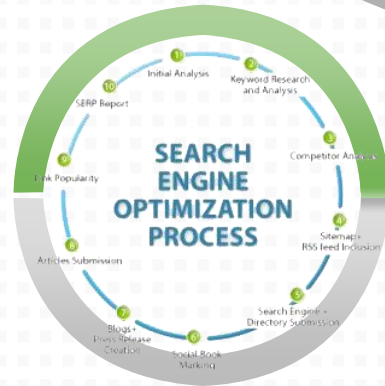 SEARCH
ENGINE
OPTIMIZATION
PROCESS
1
Initial Analysis
2
Keyword Research
and Analysis
3
Competitor Analysis
4
Sitemap+
RSS feed Inclusion
5
Search Engine +
Directory Submission
6
Social Book
Marking
7
Blogs+
Press Release
Creation
8
Articles Submission
9
Link Popularity
10
SERP Report